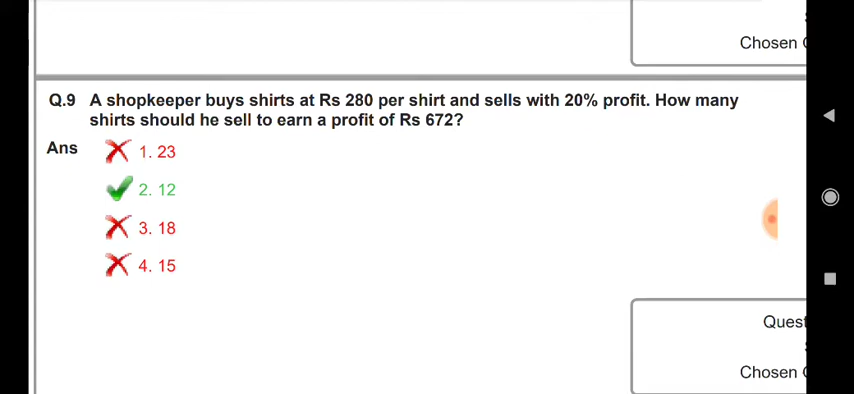 Chosen
Q.9 A shopkeeper buys shirts at Rs 280 per shirt and sells with 20% profit. How many
shirts should he sell to earn a profit of Rs 672?
Ans
1. 23
2. 12
3. 18
4. 15
Chosen